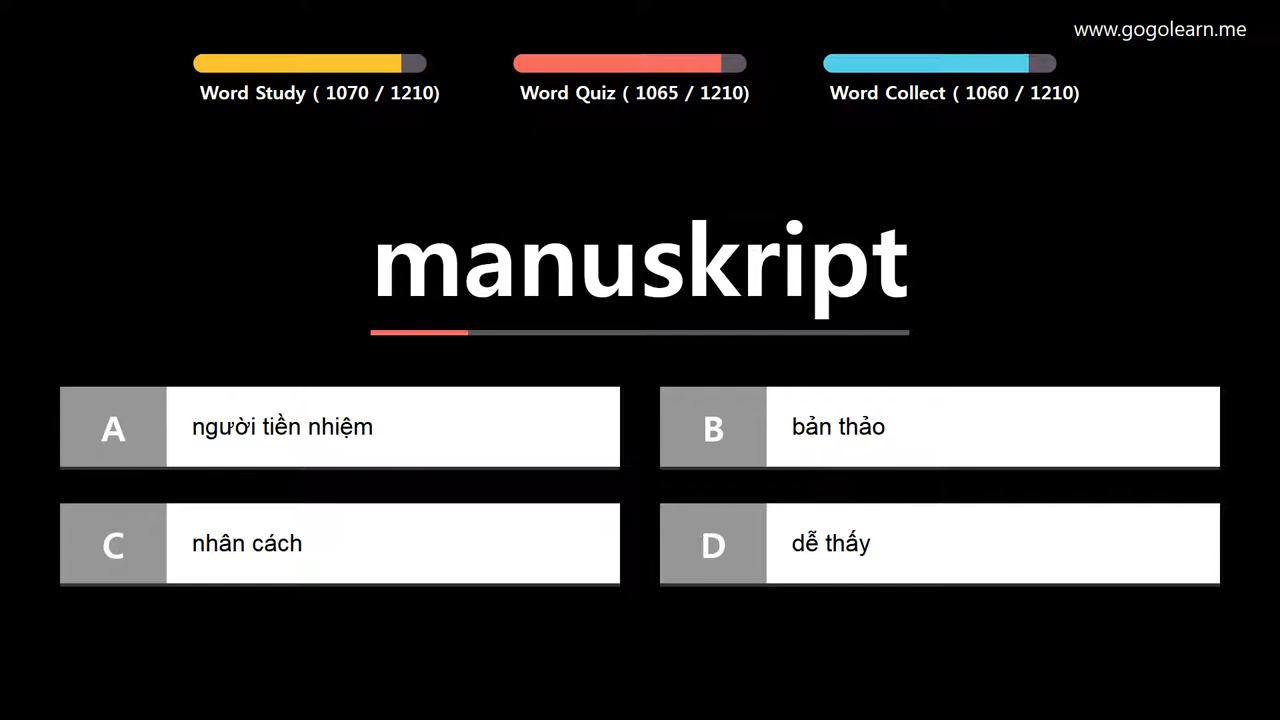 www.gogolearn.me
Word Study ( 1070 / 1210)
Word Quiz ( 1065 / 1210)
Word Collect ( 1060 / 1210)
manuskript
A
người tiền nhiệm
B
bản thảo
C
nhân cách
D
dễ thấy